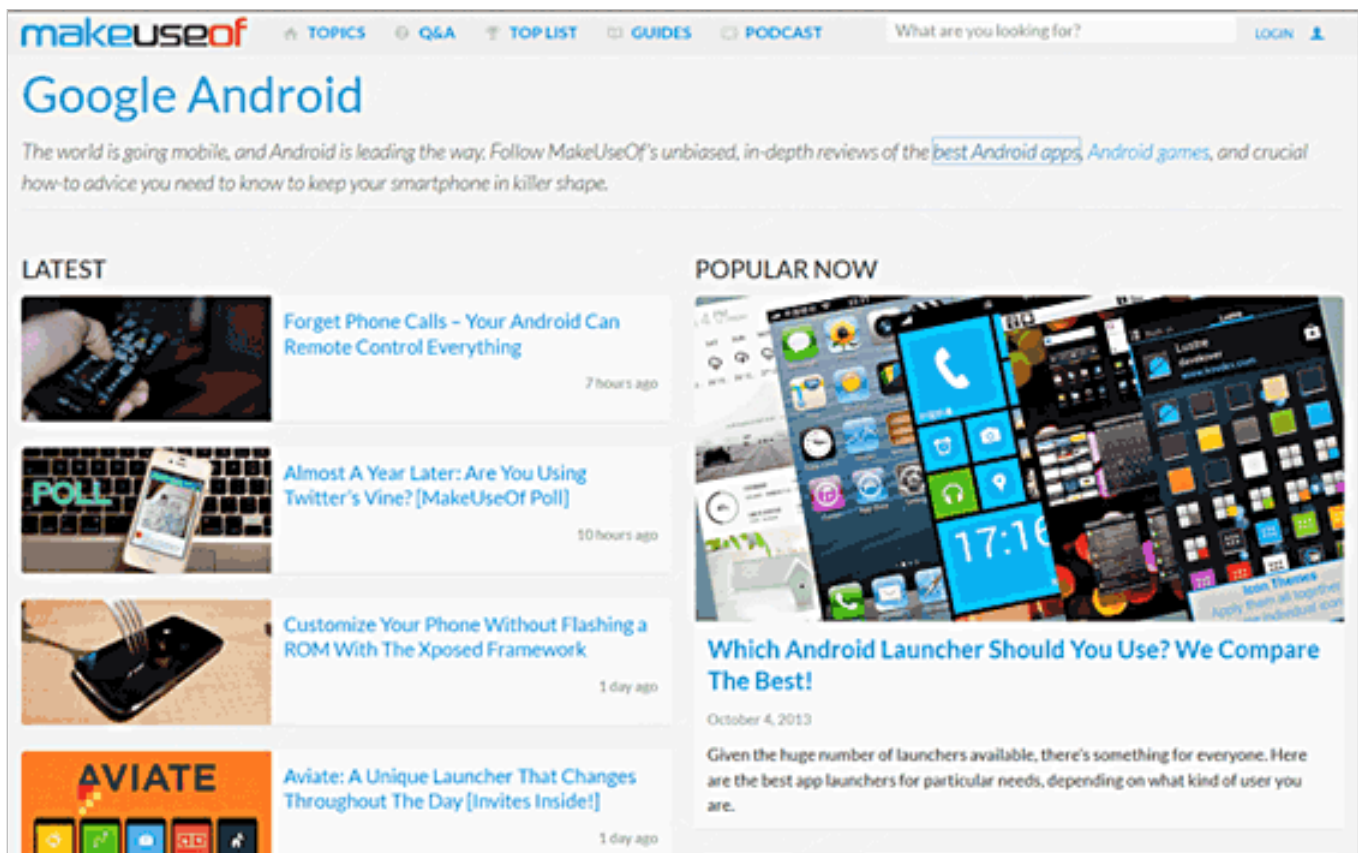 makeuseof TOPICS Q&A TOP LIST GUIDES PODCAST What are you looking for? LOGIN
Google Android
The world is going mobile, and Android is leading the way. Follow MakeUseOf's unbiased, in-depth reviews of the best Android apps, Android games, and crucial
how-to advice you need to know to keep your smartphone in killer shape.
LATEST
Forget Phone Calls – Your Android Can
Remote Control Everything
7 hours ago
POLL
Almost A Year Later: Are You Using
Twitter's Vine? [MakeUseOf Poll]
10 hours ago
Customize Your Phone Without Flashing a
ROM With The Xposed Framework
1 day ago
AVIATE
Aviate: A Unique Launcher That Changes
Throughout The Day [Invites Inside!]
1 day ago
POPULAR NOW
Lustre
developer
17:16
Icon Themes
Apply them all together
Which Android Launcher Should You Use? We Compare
The Best!
October 4, 2013
Given the huge number of launchers available, there's something for everyone. Here
are the best app launchers for particular needs, depending on what kind of user you
are.